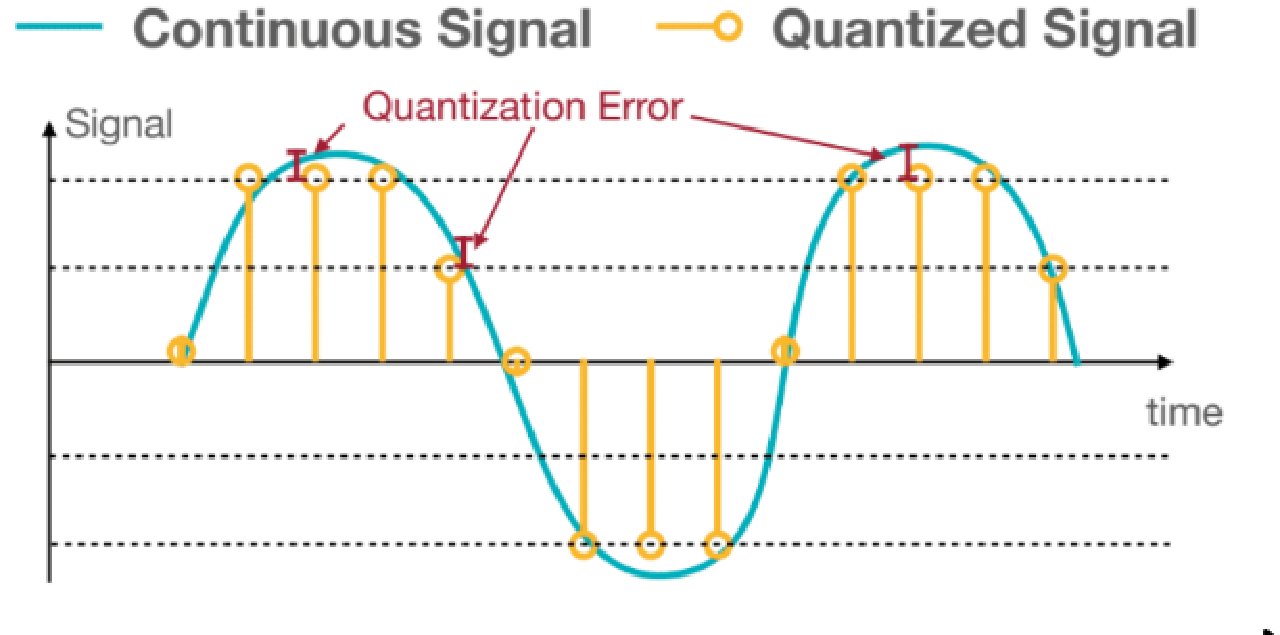 Continuous Signal
Quantized Signal
Quantization Error
Signal
time